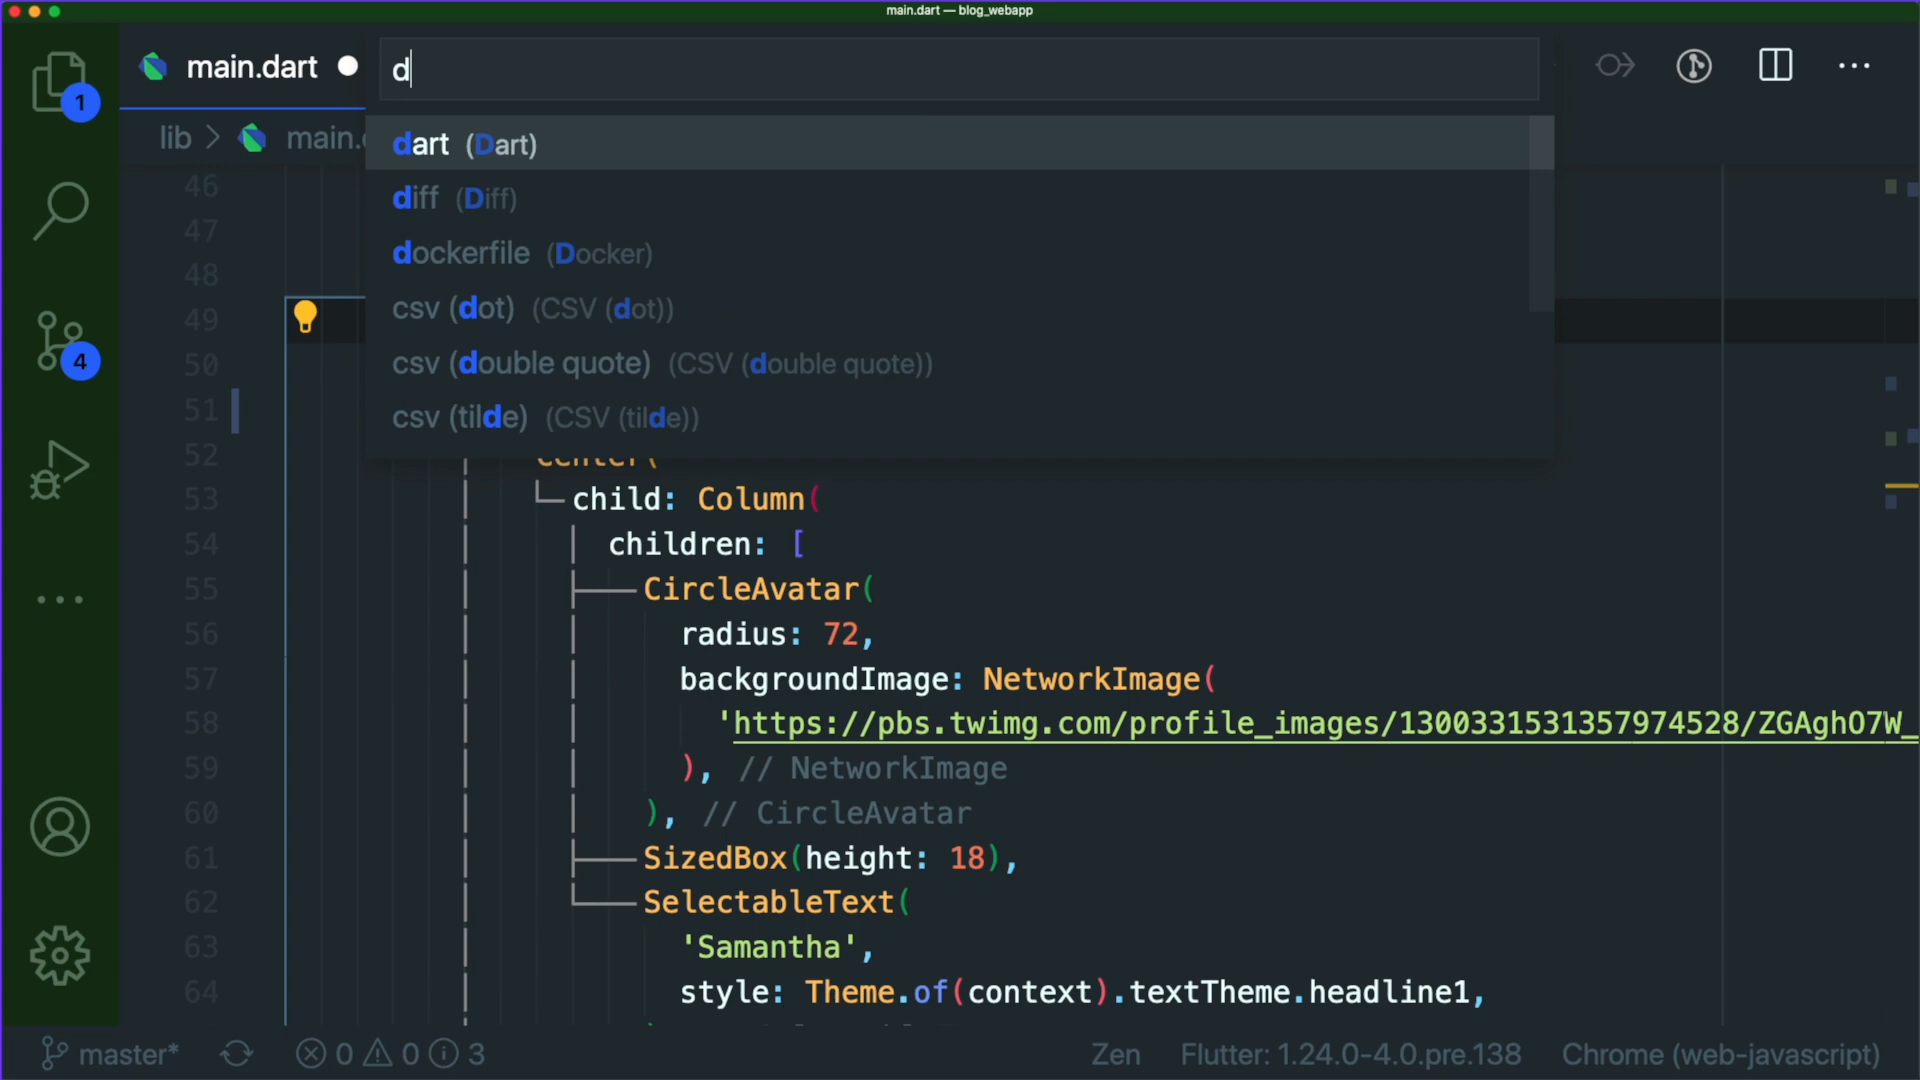 main.dart — blog_webapp
main.dart
d
lib > main.
dart (Dart)
diff (Diff)
dockerfile (Docker)
csv (dot) (CSV (dot))
csv (double quote) (CSV (double quote))
csv (tilde) (CSV (tilde))
1
4
46
47
48
49
50
51
52 Center(
53 child: Column(
54 children: [
55 CircleAvatar(
56 radius: 72,
57 backgroundImage: NetworkImage(
58 'https://pbs.twimg.com/profile_images/1300331531357974528/ZGAghO7W_
59 ), // NetworkImage
60 ), // CircleAvatar
61 SizedBox(height: 18),
62 SelectableText(
63 'Samantha',
64 style: Theme.of(context).textTheme.headline1,
master* 0 0 3 Zen Flutter: 1.24.0-4.0.pre.138 Chrome (web-javascript)